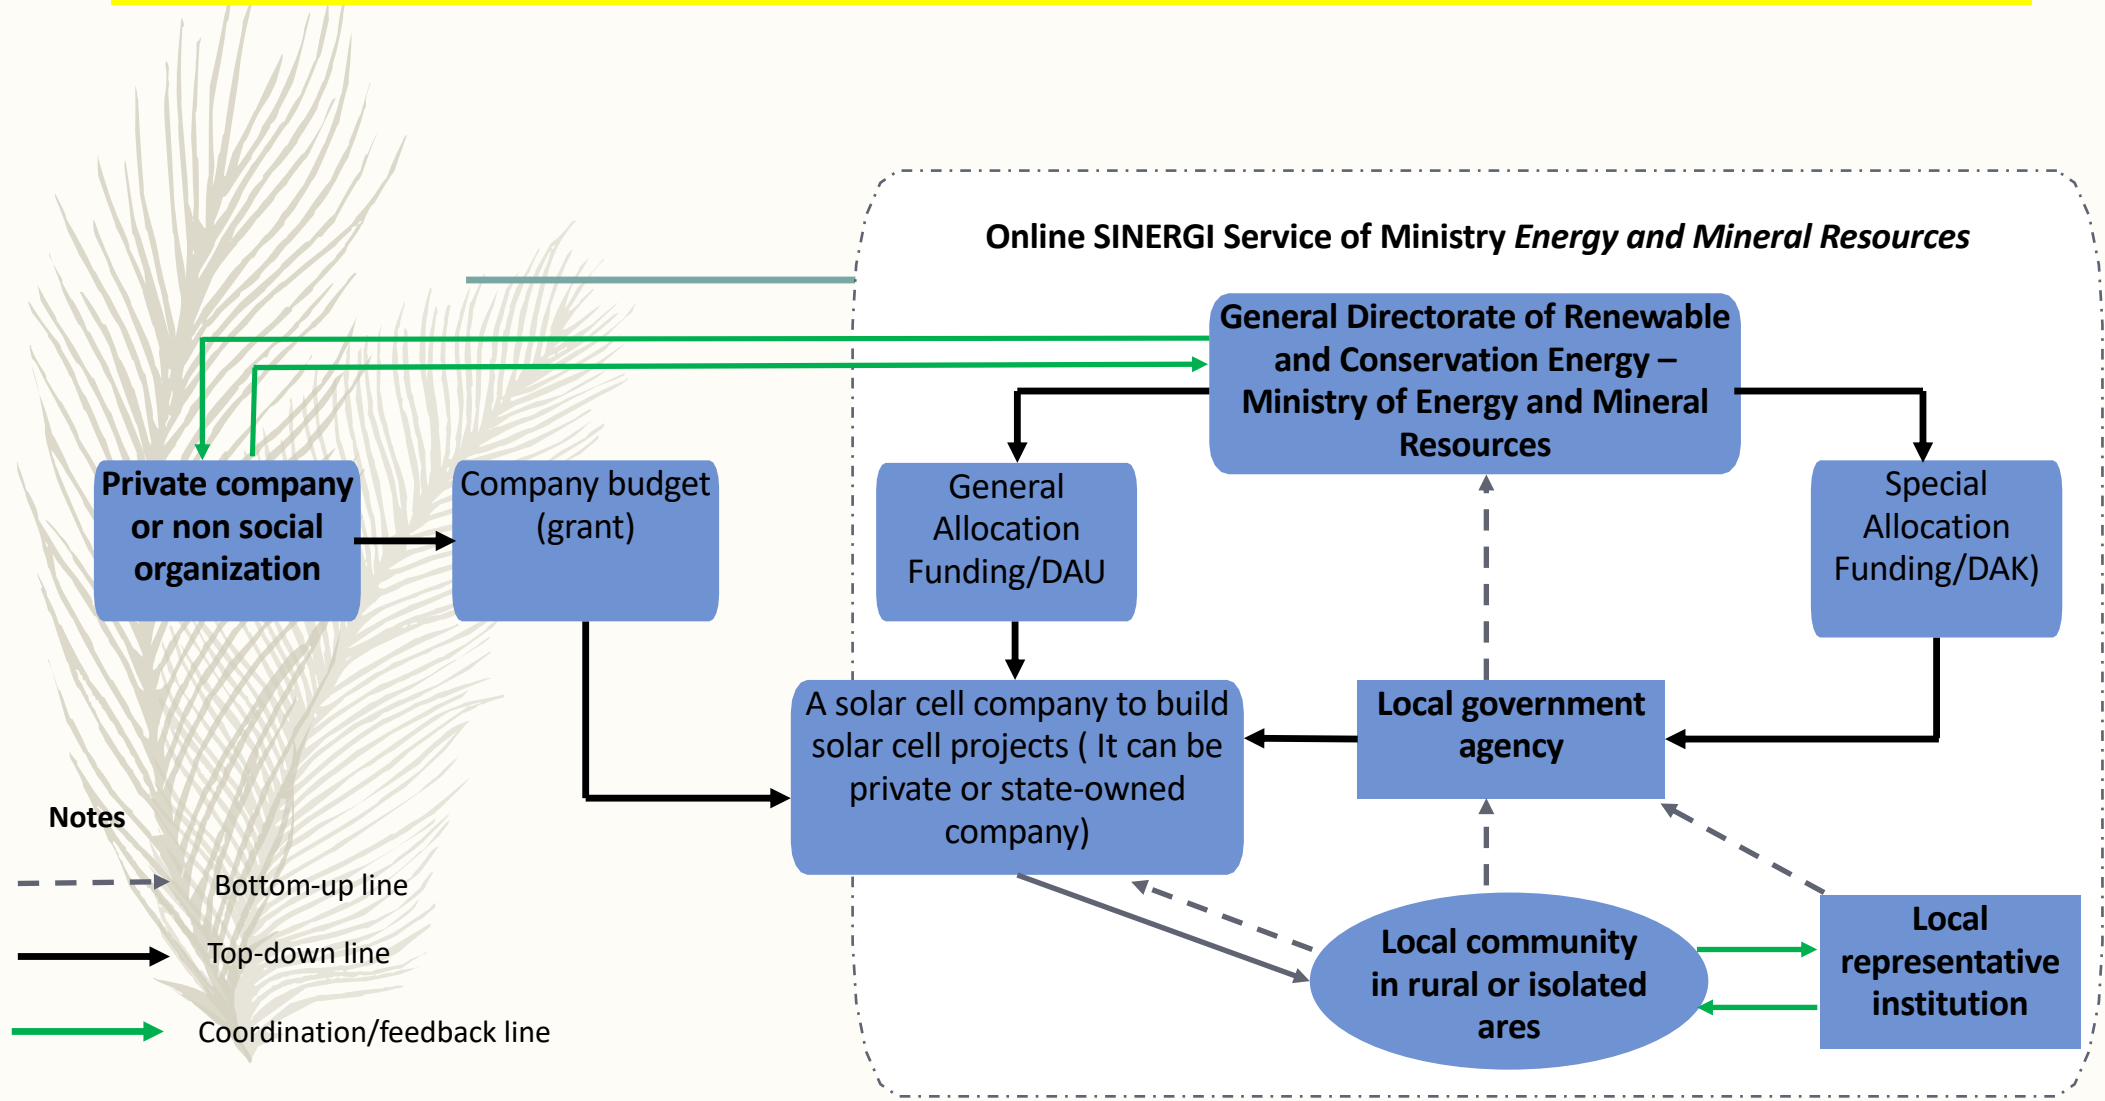 Online SINERGI Service of Ministry Energy and Mineral Resources
General Directorate of Renewable
and Conservation Energy –
Ministry of Energy and Mineral
Resources
Private company
or non social
organization
Company budget
(grant)
General
Allocation
Funding/DAU
Special
Allocation
Funding/DAK)
A solar cell company to build
solar cell projects ( It can be
private or state-owned
company)
Local government
agency
Notes
Bottom-up line
Top-down line
Coordination/feedback line
Local community
in rural or isolated
ares
Local
representative
institution